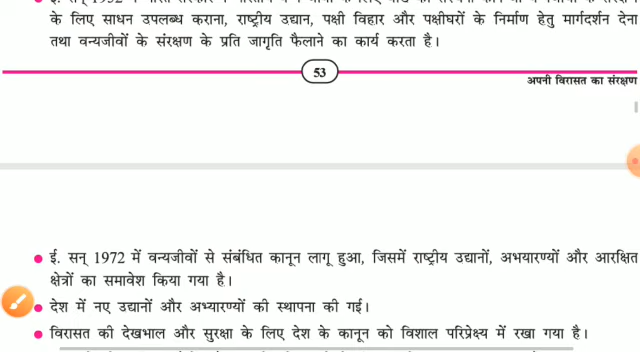 के लिए साधन उपलब्ध कराना, राष्ट्रीय उद्यान, पक्षी विहार और पक्षीघरों के निर्माण हेतु मार्गदर्शन देना
तथा वन्यजीवों के संरक्षण के प्रति जागृति फैलाने का कार्य करता है।
53
अपनी विरासत का संरक्षण
ई. सन् 1972 में वन्यजीवों से संबंधित कानून लागू हुआ, जिसमें राष्ट्रीय उद्यानों, अभयारण्यों और आरक्षित
क्षेत्रों का समावेश किया गया है।
देश में नए उद्यानों और अभ्यारण्यों की स्थापना की गई।
विरासत की देखभाल और सुरक्षा के लिए देश के कानून को विशाल परिप्रेक्ष्य में रखा गया है।